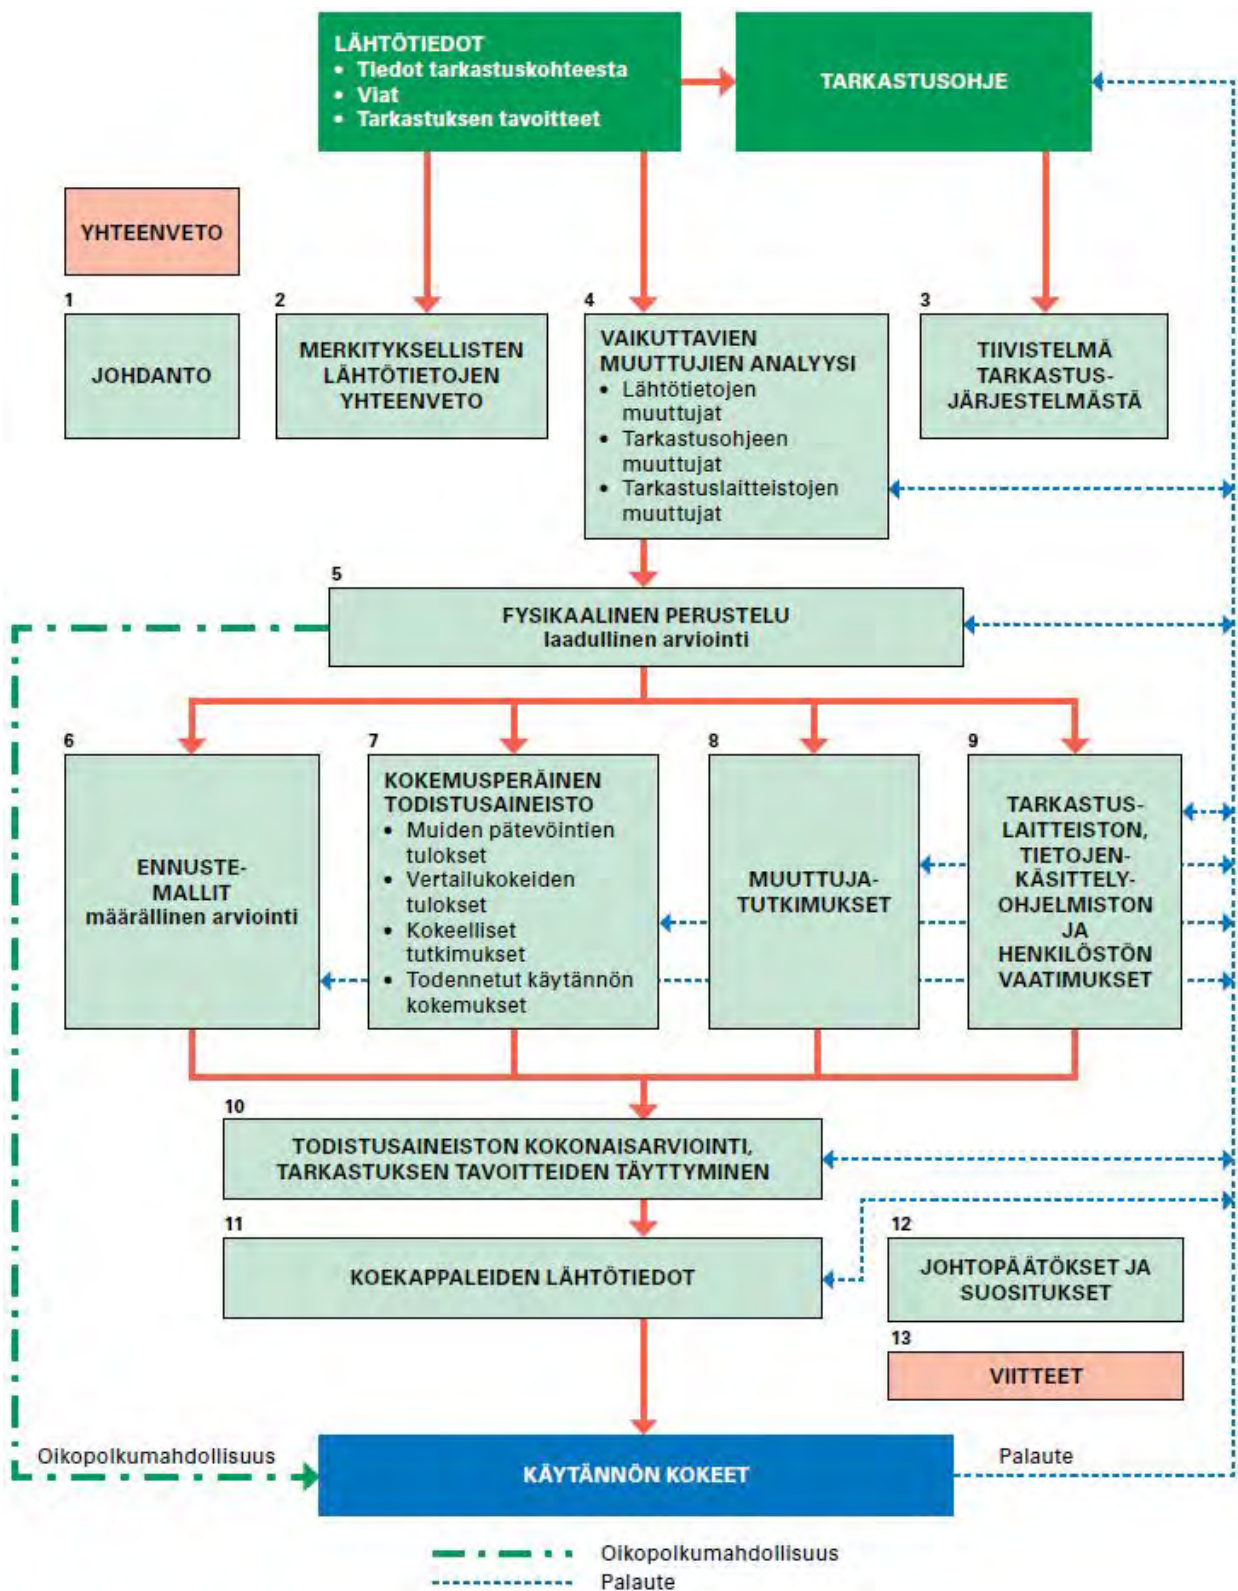 LÄHTÖTIEDOT
• Tiedot tarkastuskohteesta
• Viat
• Tarkastuksen tavoitteet
TARKASTUSOHJE
YHTEENVETO
1
JOHDANTO
2
MERKITYKSELLISTEN
LÄHTÖTIETOJEN
YHTEENVETO
4
VAIKUTTAVIEN
MUUTTUJIEN ANALYYSI
• Lähtötietojen
muuttujat
• Tarkastusohjeen
muuttujat
• Tarkastuslaitteistojen
muuttujat
3
TIIVISTELMÄ
TARKASTUS-
JÄRJESTELMÄSTÄ
5
FYSIKAALINEN PERUSTELU
laadullinen arviointi
6
ENNUSTE-
MALLIT
määrällinen arviointi
7
KOKEMUSPERÄINEN
TODISTUSAINEISTO
• Muiden pätevöintien
tulokset
• Vertailukokeiden
tulokset
• Kokeelliset
tutkimukset
• Todennetut käytännön
kokemukset
8
MUUTTUJA-
TUTKIMUKSET
9
TARKASTUS-
LAITTEISTON,
TIETOJEN-
KÄSITTELY-
OHJELMISTON
JA
HENKILÖSTÖN
VAATIMUKSET
10
TODISTUSAINEISTON KOKONAISARVIOINTI,
TARKASTUKSEN TAVOITTEIDEN TÄYTTYMINEN
11
KOEKAPPALEIDEN LÄHTÖTIEDOT
12
JOHTOPÄÄTÖKSET JA
SUOSITUKSET
13
VIITTEET
Oikopolkumahdollisuus
KÄYTÄNNÖN KOKEET
Palaute
Oikopolkumahdollisuus
Palaute